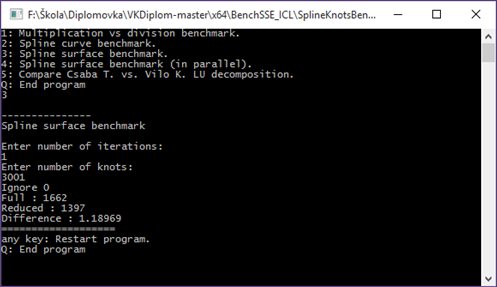 F:\Škola\Diplomovka\VKDiplom-master\x64\BenchSSE_ICL\SplineKnotsBen...
1: Multiplication vs division benchmark.
2: Spline curve benchmark.
3: Spline surface benchmark.
4: Spline surface benchmark (in parallel).
5: Compare Csaba T. vs. Vilo K. LU decomposition.
Q: End program
3
---------------
Spline surface benchmark
Enter number of iterations:
1
Enter number of knots:
3001
Ignore 0
Full : 1662
Reduced : 1397
Difference : 1.18969
===================
any key: Restart program.
Q: End program